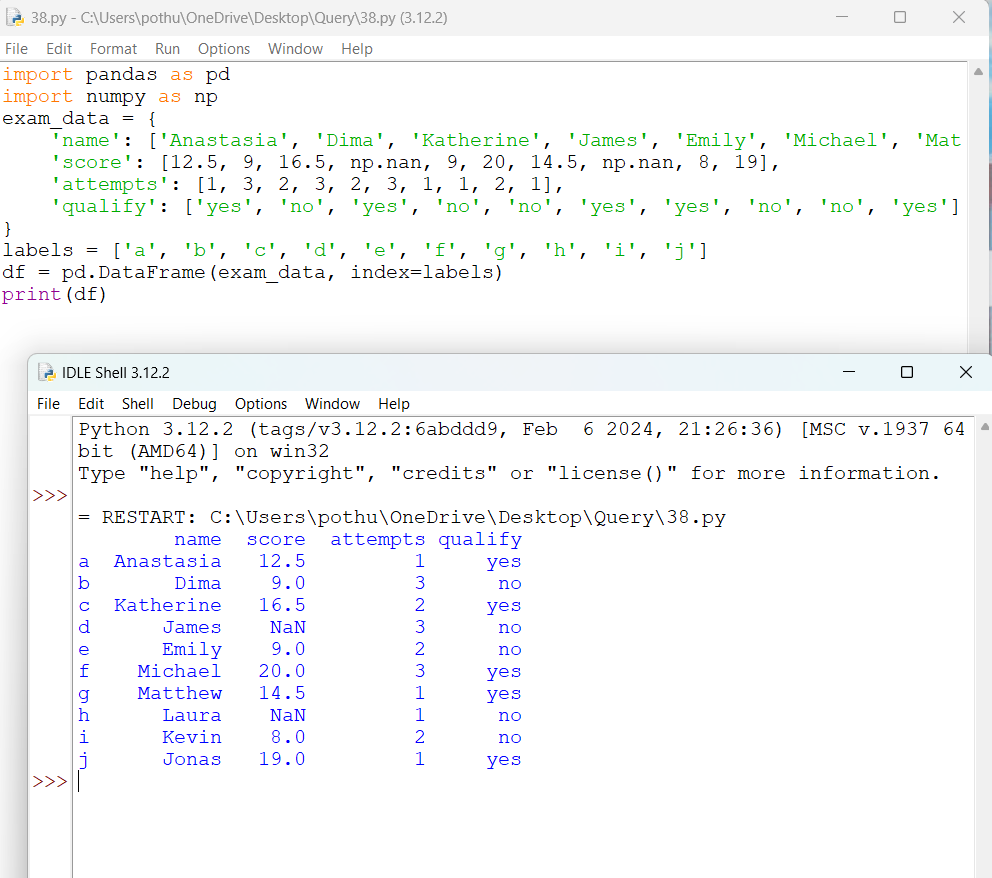 38.py - C:\Users\pothu\OneDrive\Desktop\Query\38.py (3.12.2)
File Edit Format Run Options Window Help
import pandas as pd
import numpy as np
exam_data = {
    'name': ['Anastasia', 'Dima', 'Katherine', 'James', 'Emily', 'Michael', 'Mat
    'score': [12.5, 9, 16.5, np.nan, 9, 20, 14.5, np.nan, 8, 19],
    'attempts': [1, 3, 2, 3, 2, 3, 1, 1, 2, 1],
    'qualify': ['yes', 'no', 'yes', 'no', 'no', 'yes', 'yes', 'no', 'no', 'yes']
}
labels = ['a', 'b', 'c', 'd', 'e', 'f', 'g', 'h', 'i', 'j']
df = pd.DataFrame(exam_data, index=labels)
print(df)
IDLE Shell 3.12.2
File Edit Shell Debug Options Window Help
Python 3.12.2 (tags/v3.12.2:6abddd9, Feb  6 2024, 21:26:36) [MSC v.1937 64
bit (AMD64)] on win32
Type "help", "copyright", "credits" or "license()" for more information.
>>>
= RESTART: C:\Users\pothu\OneDrive\Desktop\Query\38.py
        name  score  attempts qualify
a  Anastasia   12.5         1     yes
b       Dima    9.0         3      no
c  Katherine   16.5         2     yes
d      James    NaN         3      no
e      Emily    9.0         2      no
f    Michael   20.0         3     yes
g    Matthew   14.5         1     yes
h      Laura    NaN         1      no
i      Kevin    8.0         2      no
j      Jonas   19.0         1     yes
>>>